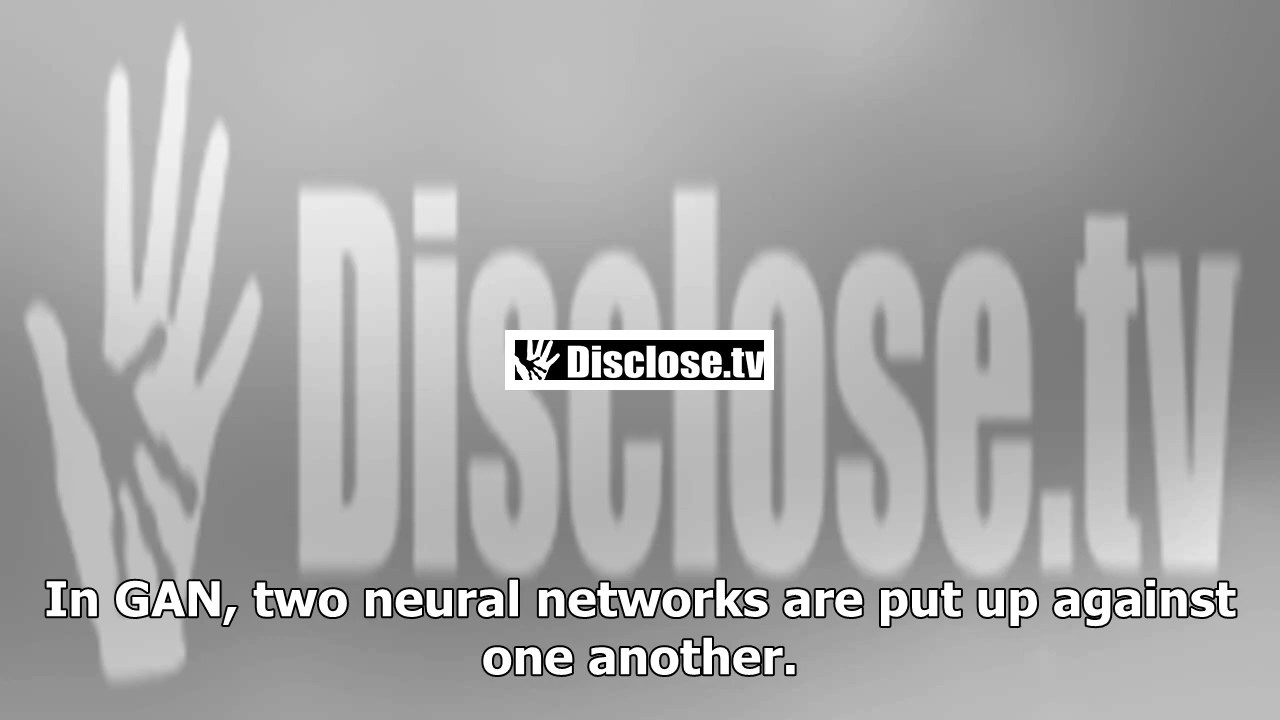 Disclose.tv
Disclose.tv
In GAN, two neural networks are put up against
one another.